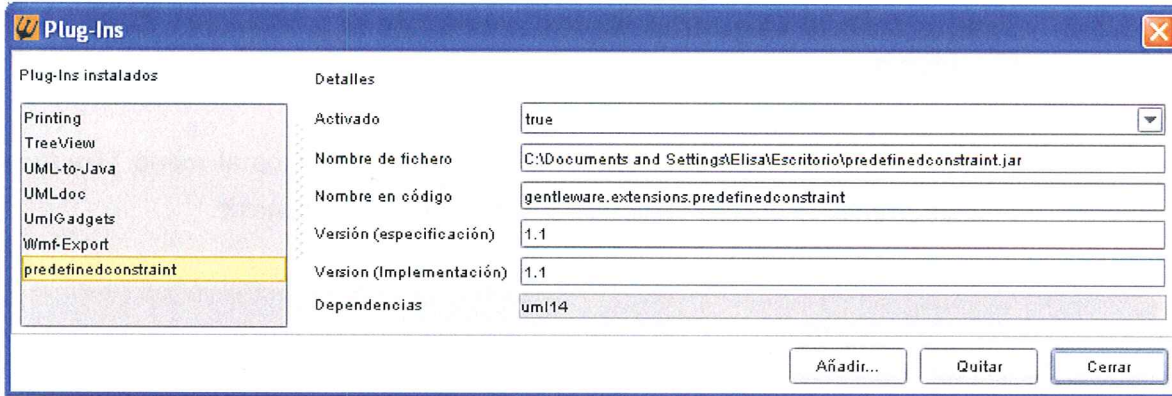 Plug-Ins
Plug-Ins instalados
Printing
TreeView
UML-to-Java
UMLdoc
UmlGadgets
Wmf-Export
predefinedconstraint
Detalles
Activado true
Nombre de fichero C:\Documents and Settings\Elisa\Escritorio\predefinedconstraint.jar
Nombre en código gentleware.extensions.predefinedconstraint
Versión (especificación) 1.1
Version (Implementación) 1.1
Dependencias uml14
Añadir... Quitar Cerrar